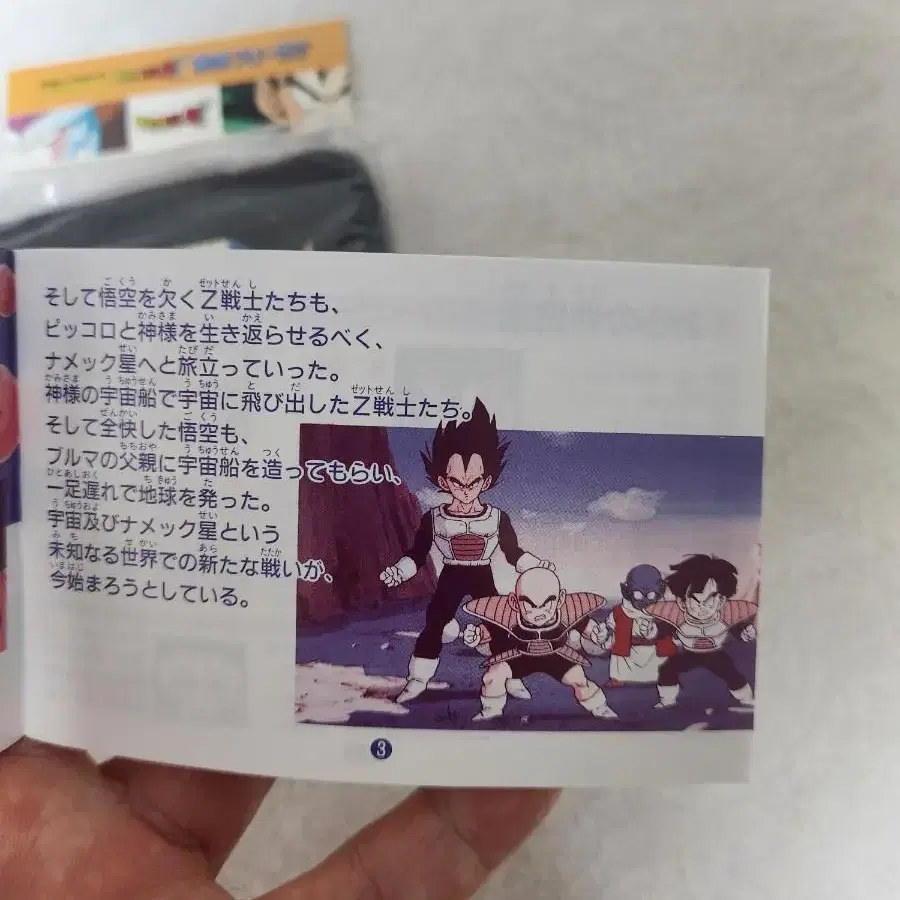 そして悟空を欠くZ戦士たちも、
ピッコロと神様を生き返らせるべく、
ナメック星へと旅立っていった。
神様の宇宙船で宇宙に飛び出したZ戦士たち。
そして全快した悟空も、
ブルマの父親に宇宙船を造ってもらい、
一足遅れで地球を発った。
宇宙及びナメック星という
未知なる世界での新たな戦いが、
今始まろうとしている。
3